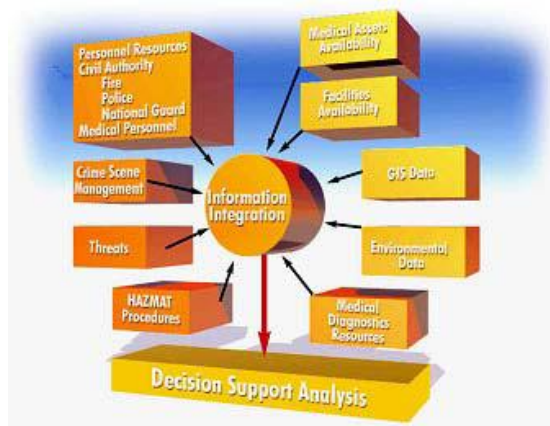 Personnel Resources
Civil Authority
Fire
Police
National Guard
Medical Personnel
Medical Assets
Availability
Facilities
Availability
Crime Scene
Management
Information
Integration
GIS Data
Threats
Environmental
Data
HAZMAT
Procedures
Medical
Diagnostics
Resources
Decision Support Analysis